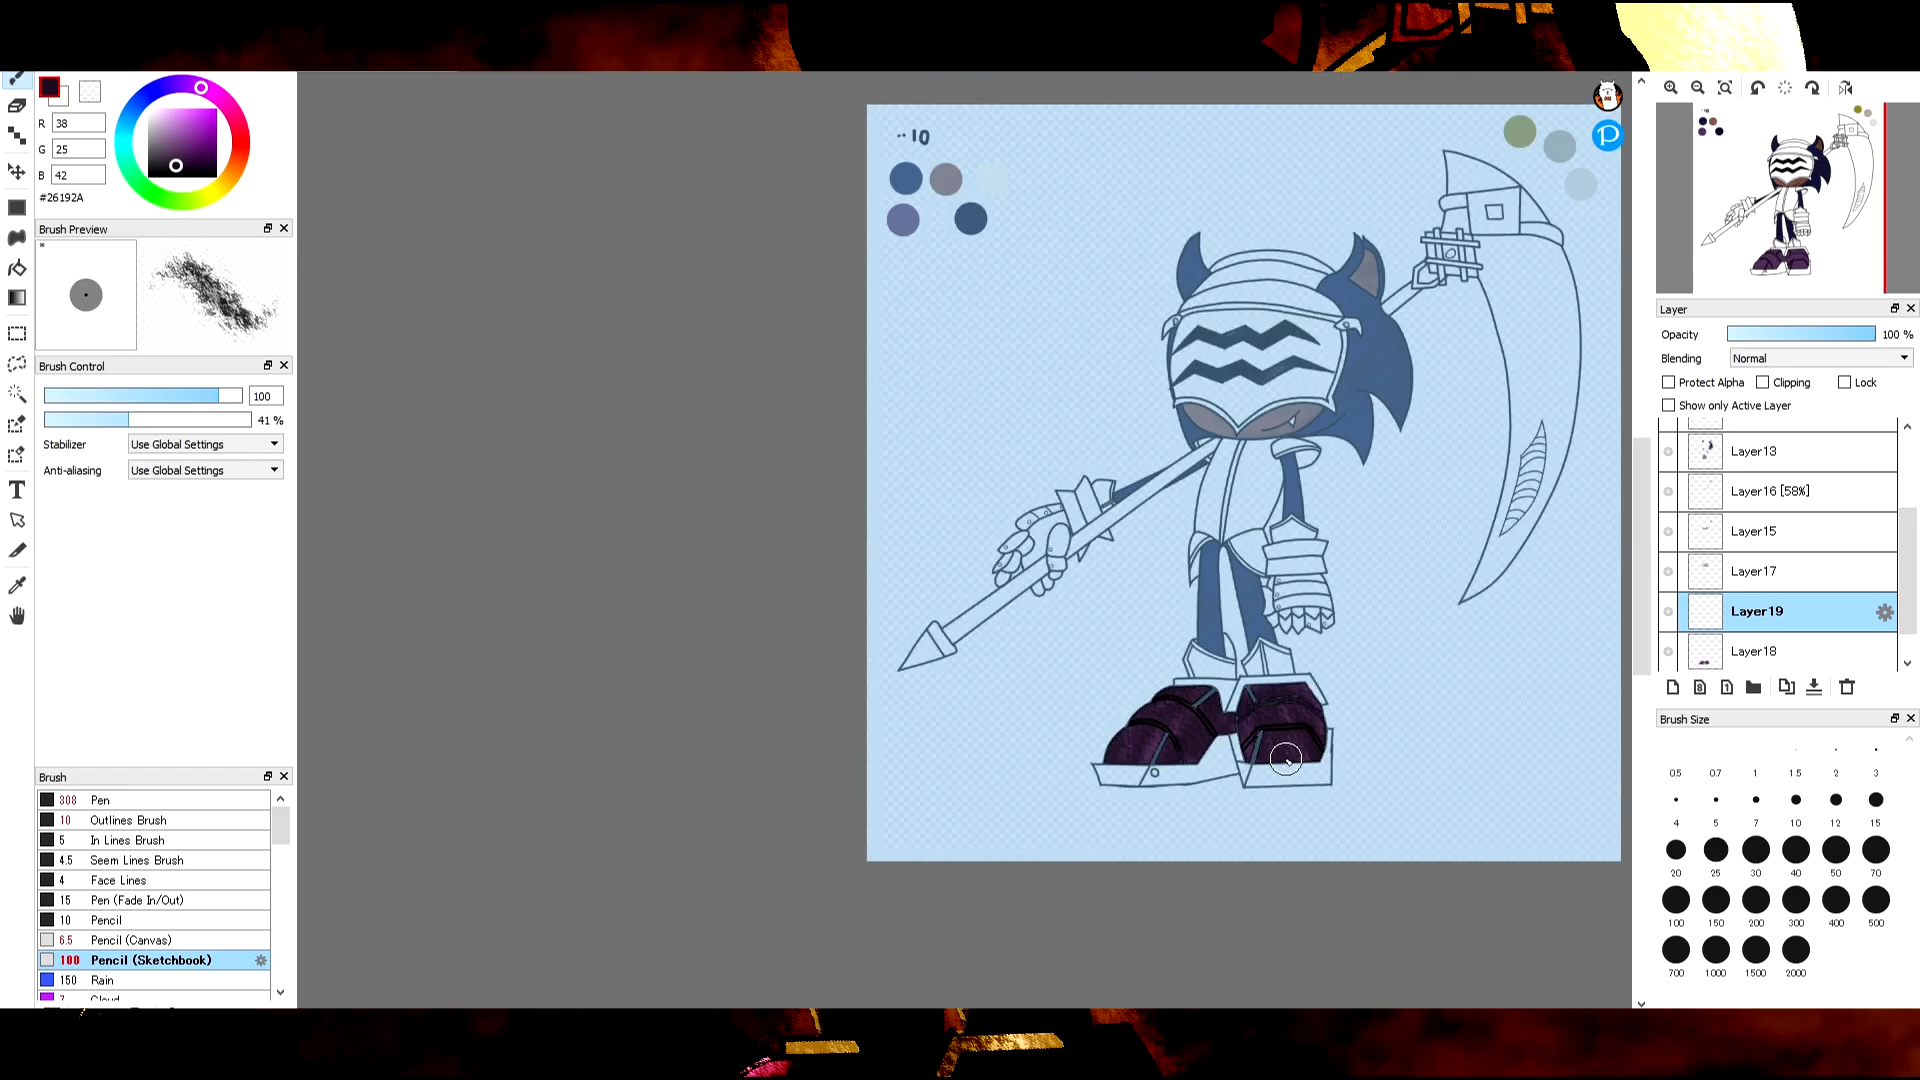 R 38
G 25
B 42
#26192A
Brush Preview
Brush Control
100
41 %
Stabilizer Use Global Settings
Anti-aliasing Use Global Settings
Brush
308 Pen
10 Outlines Brush
5 In Lines Brush
4.5 Seem Lines Brush
4 Face Lines
15 Pen (Fade In/Out)
10 Pencil
6.5 Pencil (Canvas)
100 Pencil (Sketchbook)
150 Rain
7 Cloud
10
P
Layer
Opacity 100 %
Blending Normal
Protect Alpha Clipping Lock
Show only Active Layer
Layer13
Layer16 [58%]
Layer15
Layer17
Layer19
Layer18
Brush Size
0.5 0.7 1 1.5 2 3
4 5 7 10 12 15
20 25 30 40 50 70
100 150 200 300 400 500
700 1000 1500 2000